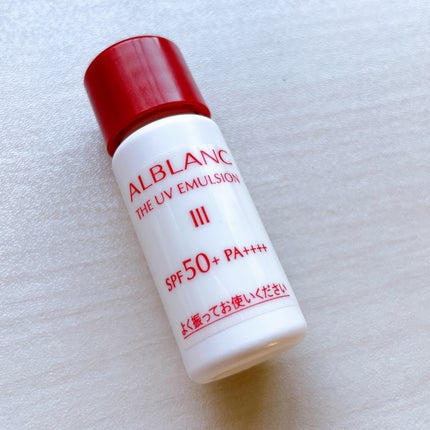 ALBLANC
THE UV EMULSION
III
SPF50+ PA++++
よく振ってお使いください